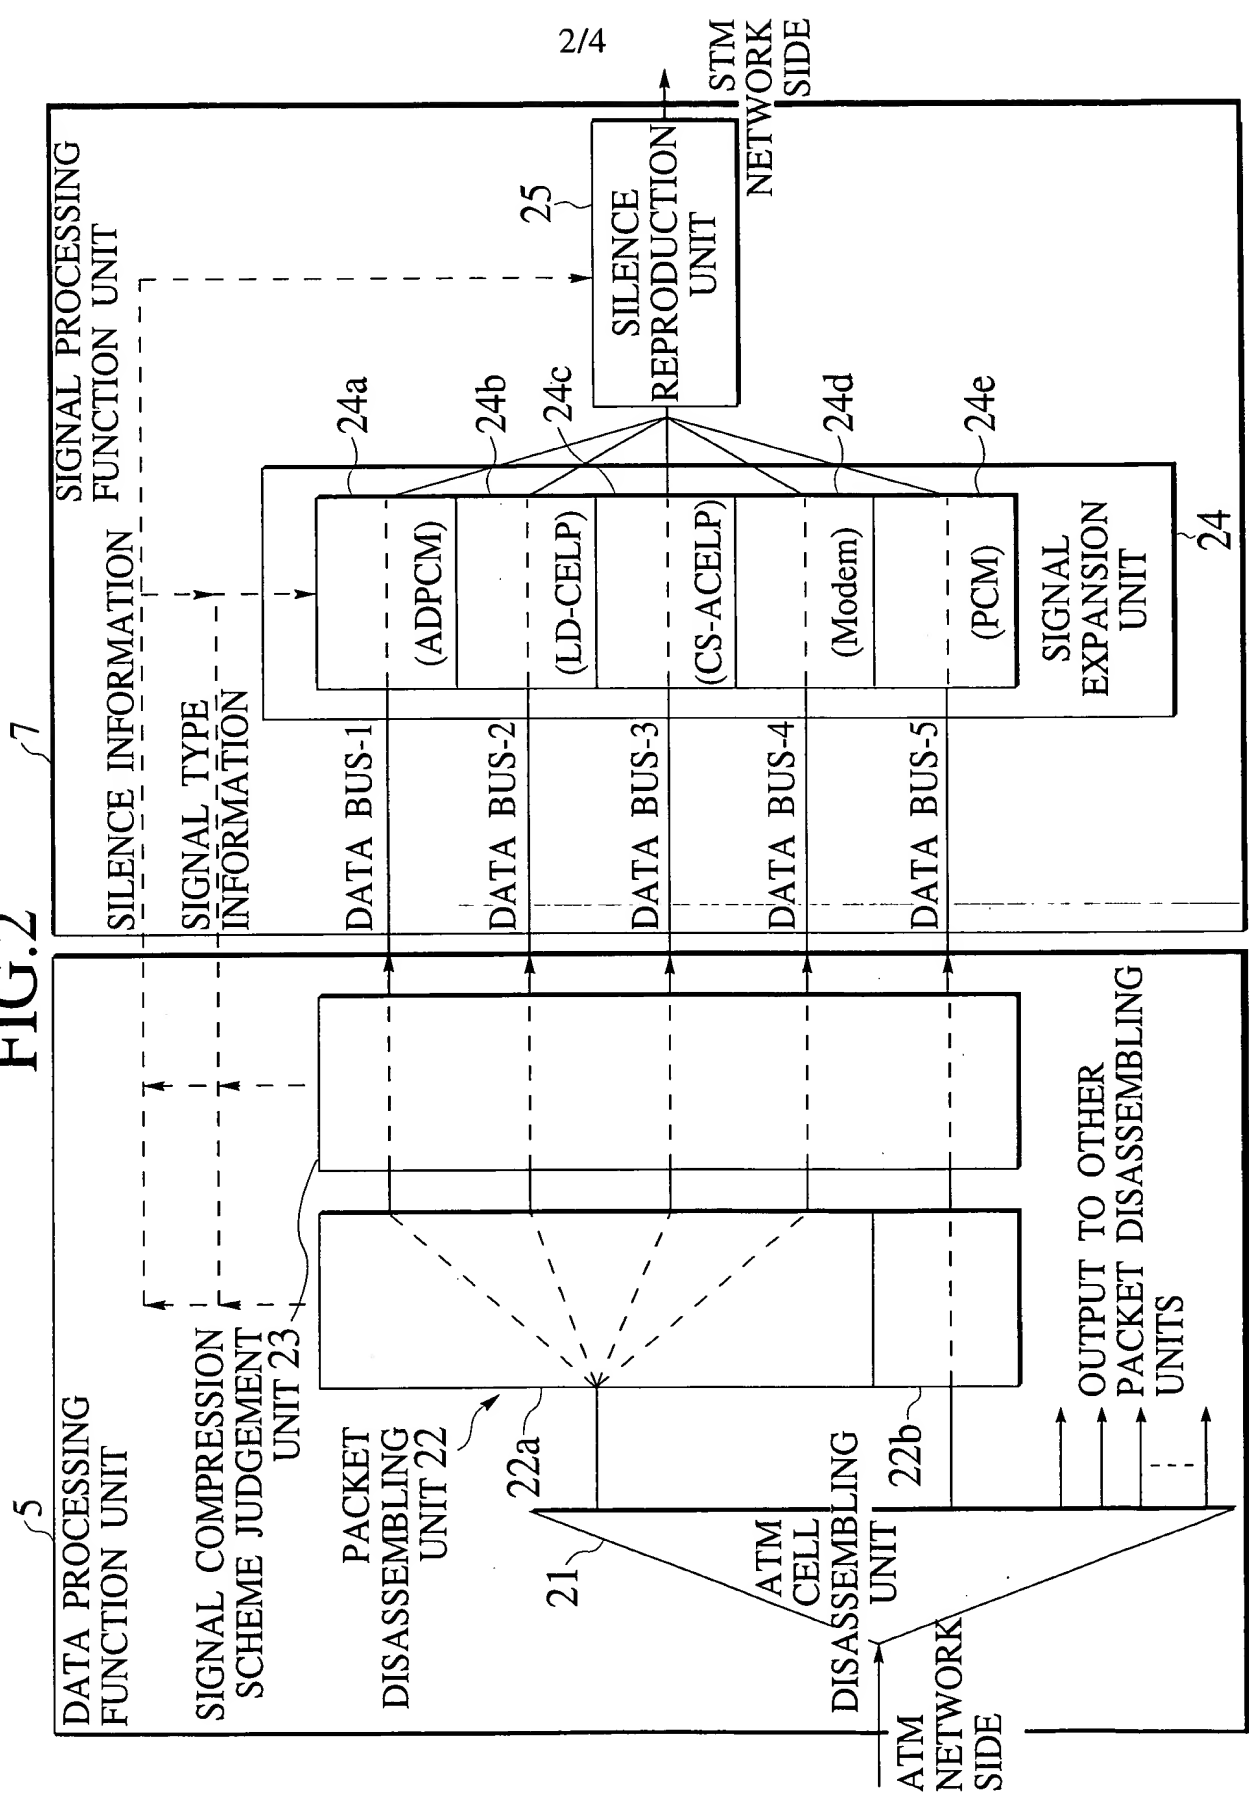 2/4
FIG.2
DATA PROCESSING
FUNCTION UNIT
5
SIGNAL COMPRESSION
SCHEME JUDGEMENT
UNIT 23
PACKET
DISASSEMBLING
UNIT 22
22a
22b
21
ATM
CELL
DISASSEMBLING
UNIT
ATM
NETWORK
SIDE
OUTPUT TO OTHER
PACKET DISASSEMBLING
UNITS
7
SIGNAL PROCESSING
FUNCTION UNIT
SILENCE INFORMATION
SIGNAL TYPE
INFORMATION
DATA BUS-1
DATA BUS-2
DATA BUS-3
DATA BUS-4
DATA BUS-5
(ADPCM)
(LD-CELP)
(CS-ACELP)
(Modem)
(PCM)
24a
24b
24c
24d
24e
SIGNAL
EXPANSION
UNIT
24
25
SILENCE
REPRODUCTION
UNIT
STM
NETWORK
SIDE